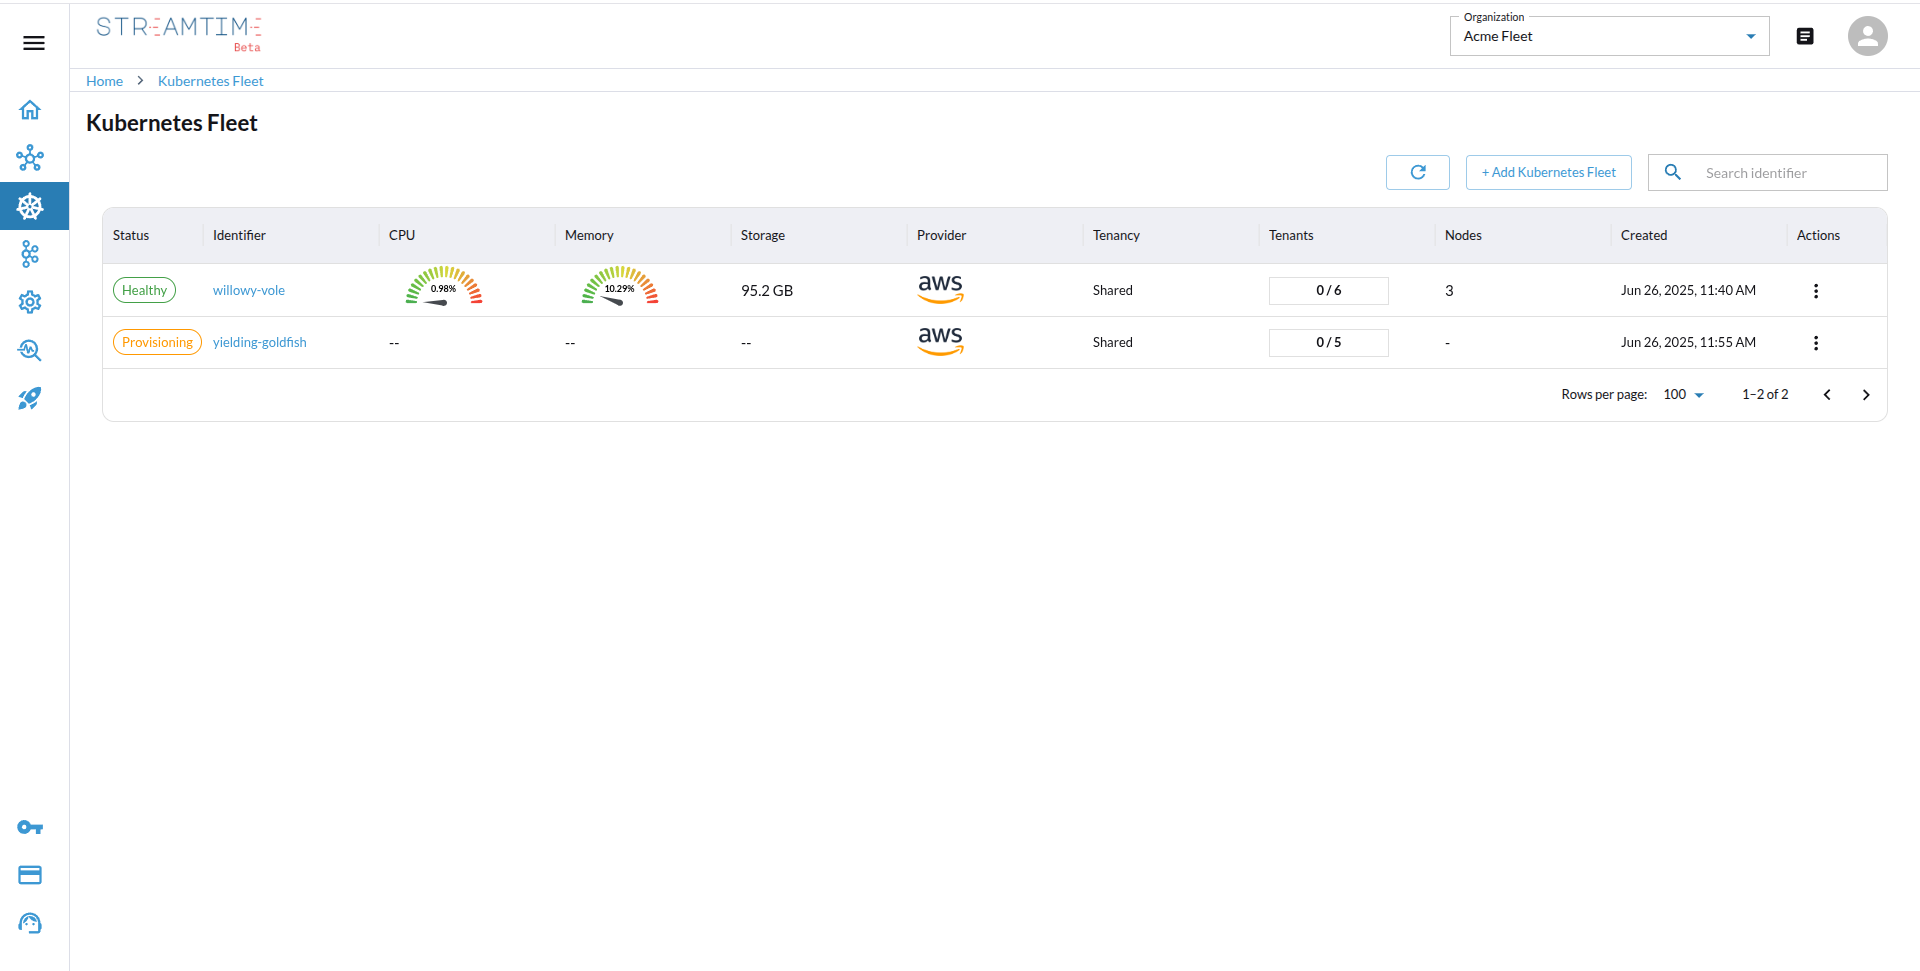 STREAMTIME
Beta
Organization
Acme Fleet
Home > Kubernetes Fleet
Kubernetes Fleet
+ Add Kubernetes Fleet
Search identifier
Status Identifier CPU Memory Storage Provider Tenancy Tenants Nodes Created Actions
Healthy willowy-vole 0.98% 10.29% 95.2 GB aws Shared 0 / 6 3 Jun 26, 2025, 11:40 AM
Provisioning yielding-goldfish -- -- -- aws Shared 0 / 5 - Jun 26, 2025, 11:55 AM
Rows per page: 100 1–2 of 2